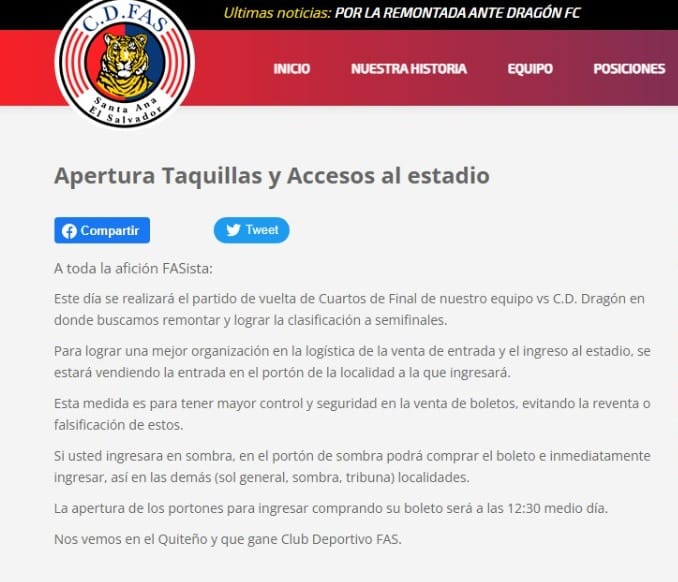 C.D.FAS
Santa Ana
El Salvador
Ultimas noticias: POR LA REMONTADA ANTE DRAGÓN FC
INICIO NUESTRA HISTORIA EQUIPO POSICIONES
Apertura Taquillas y Accesos al estadio
Compartir Tweet
A toda la afición FASista:
Este día se realizará el partido de vuelta de Cuartos de Final de nuestro equipo vs C.D. Dragón en
donde buscamos remontar y lograr la clasificación a semifinales.
Para lograr una mejor organización en la logística de la venta de entrada y el ingreso al estadio, se
estará vendiendo la entrada en el portón de la localidad a la que ingresará.
Esta medida es para tener mayor control y seguridad en la venta de boletos, evitando la reventa o
falsificación de estos.
Si usted ingresara en sombra, en el portón de sombra podrá comprar el boleto e inmediatamente
ingresar, así en las demás (sol general, sombra, tribuna) localidades.
La apertura de los portones para ingresar comprando su boleto será a las 12:30 medio día.
Nos vemos en el Quiteño y que gane Club Deportivo FAS.